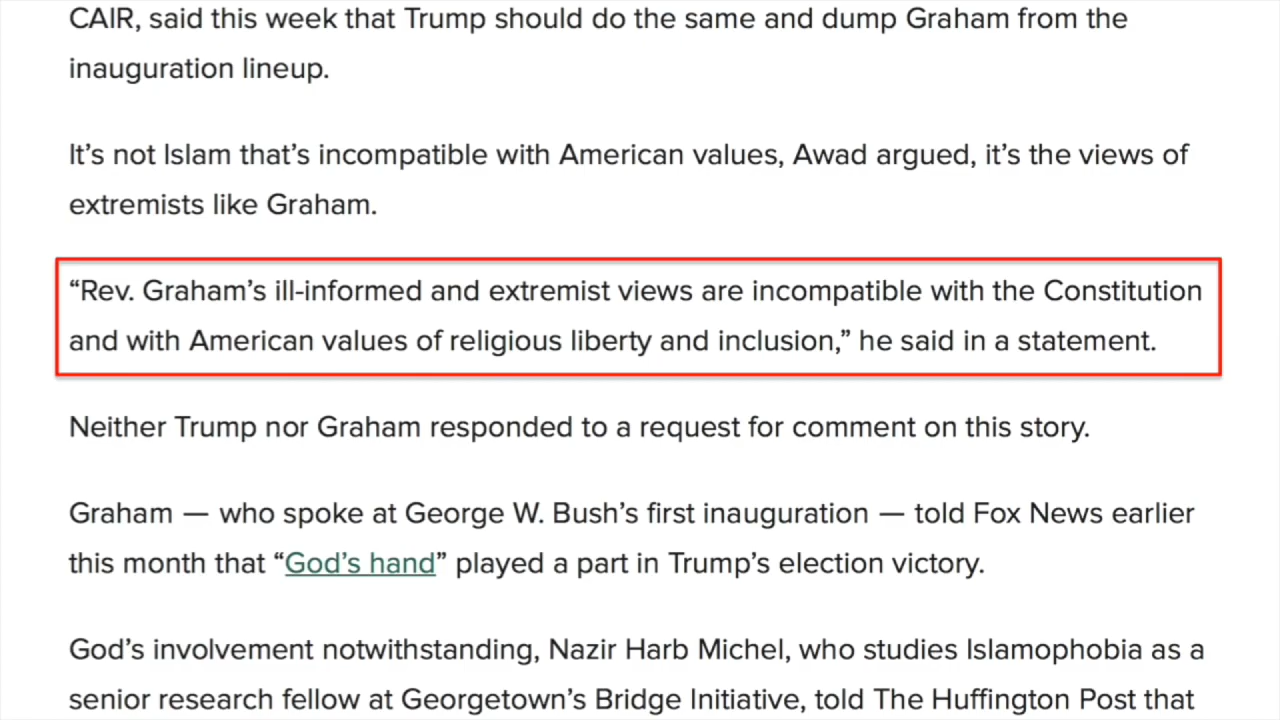 CAIR, said this week that Trump should do the same and dump Graham from the
inauguration lineup.
It’s not Islam that’s incompatible with American values, Awad argued, it’s the views of
extremists like Graham.
“Rev. Graham’s ill-informed and extremist views are incompatible with the Constitution
and with American values of religious liberty and inclusion,” he said in a statement.
Neither Trump nor Graham responded to a request for comment on this story.
Graham — who spoke at George W. Bush’s first inauguration — told Fox News earlier
this month that “God’s hand” played a part in Trump’s election victory.
God’s involvement notwithstanding, Nazir Harb Michel, who studies Islamophobia as a
senior research fellow at Georgetown’s Bridge Initiative, told The Huffington Post that